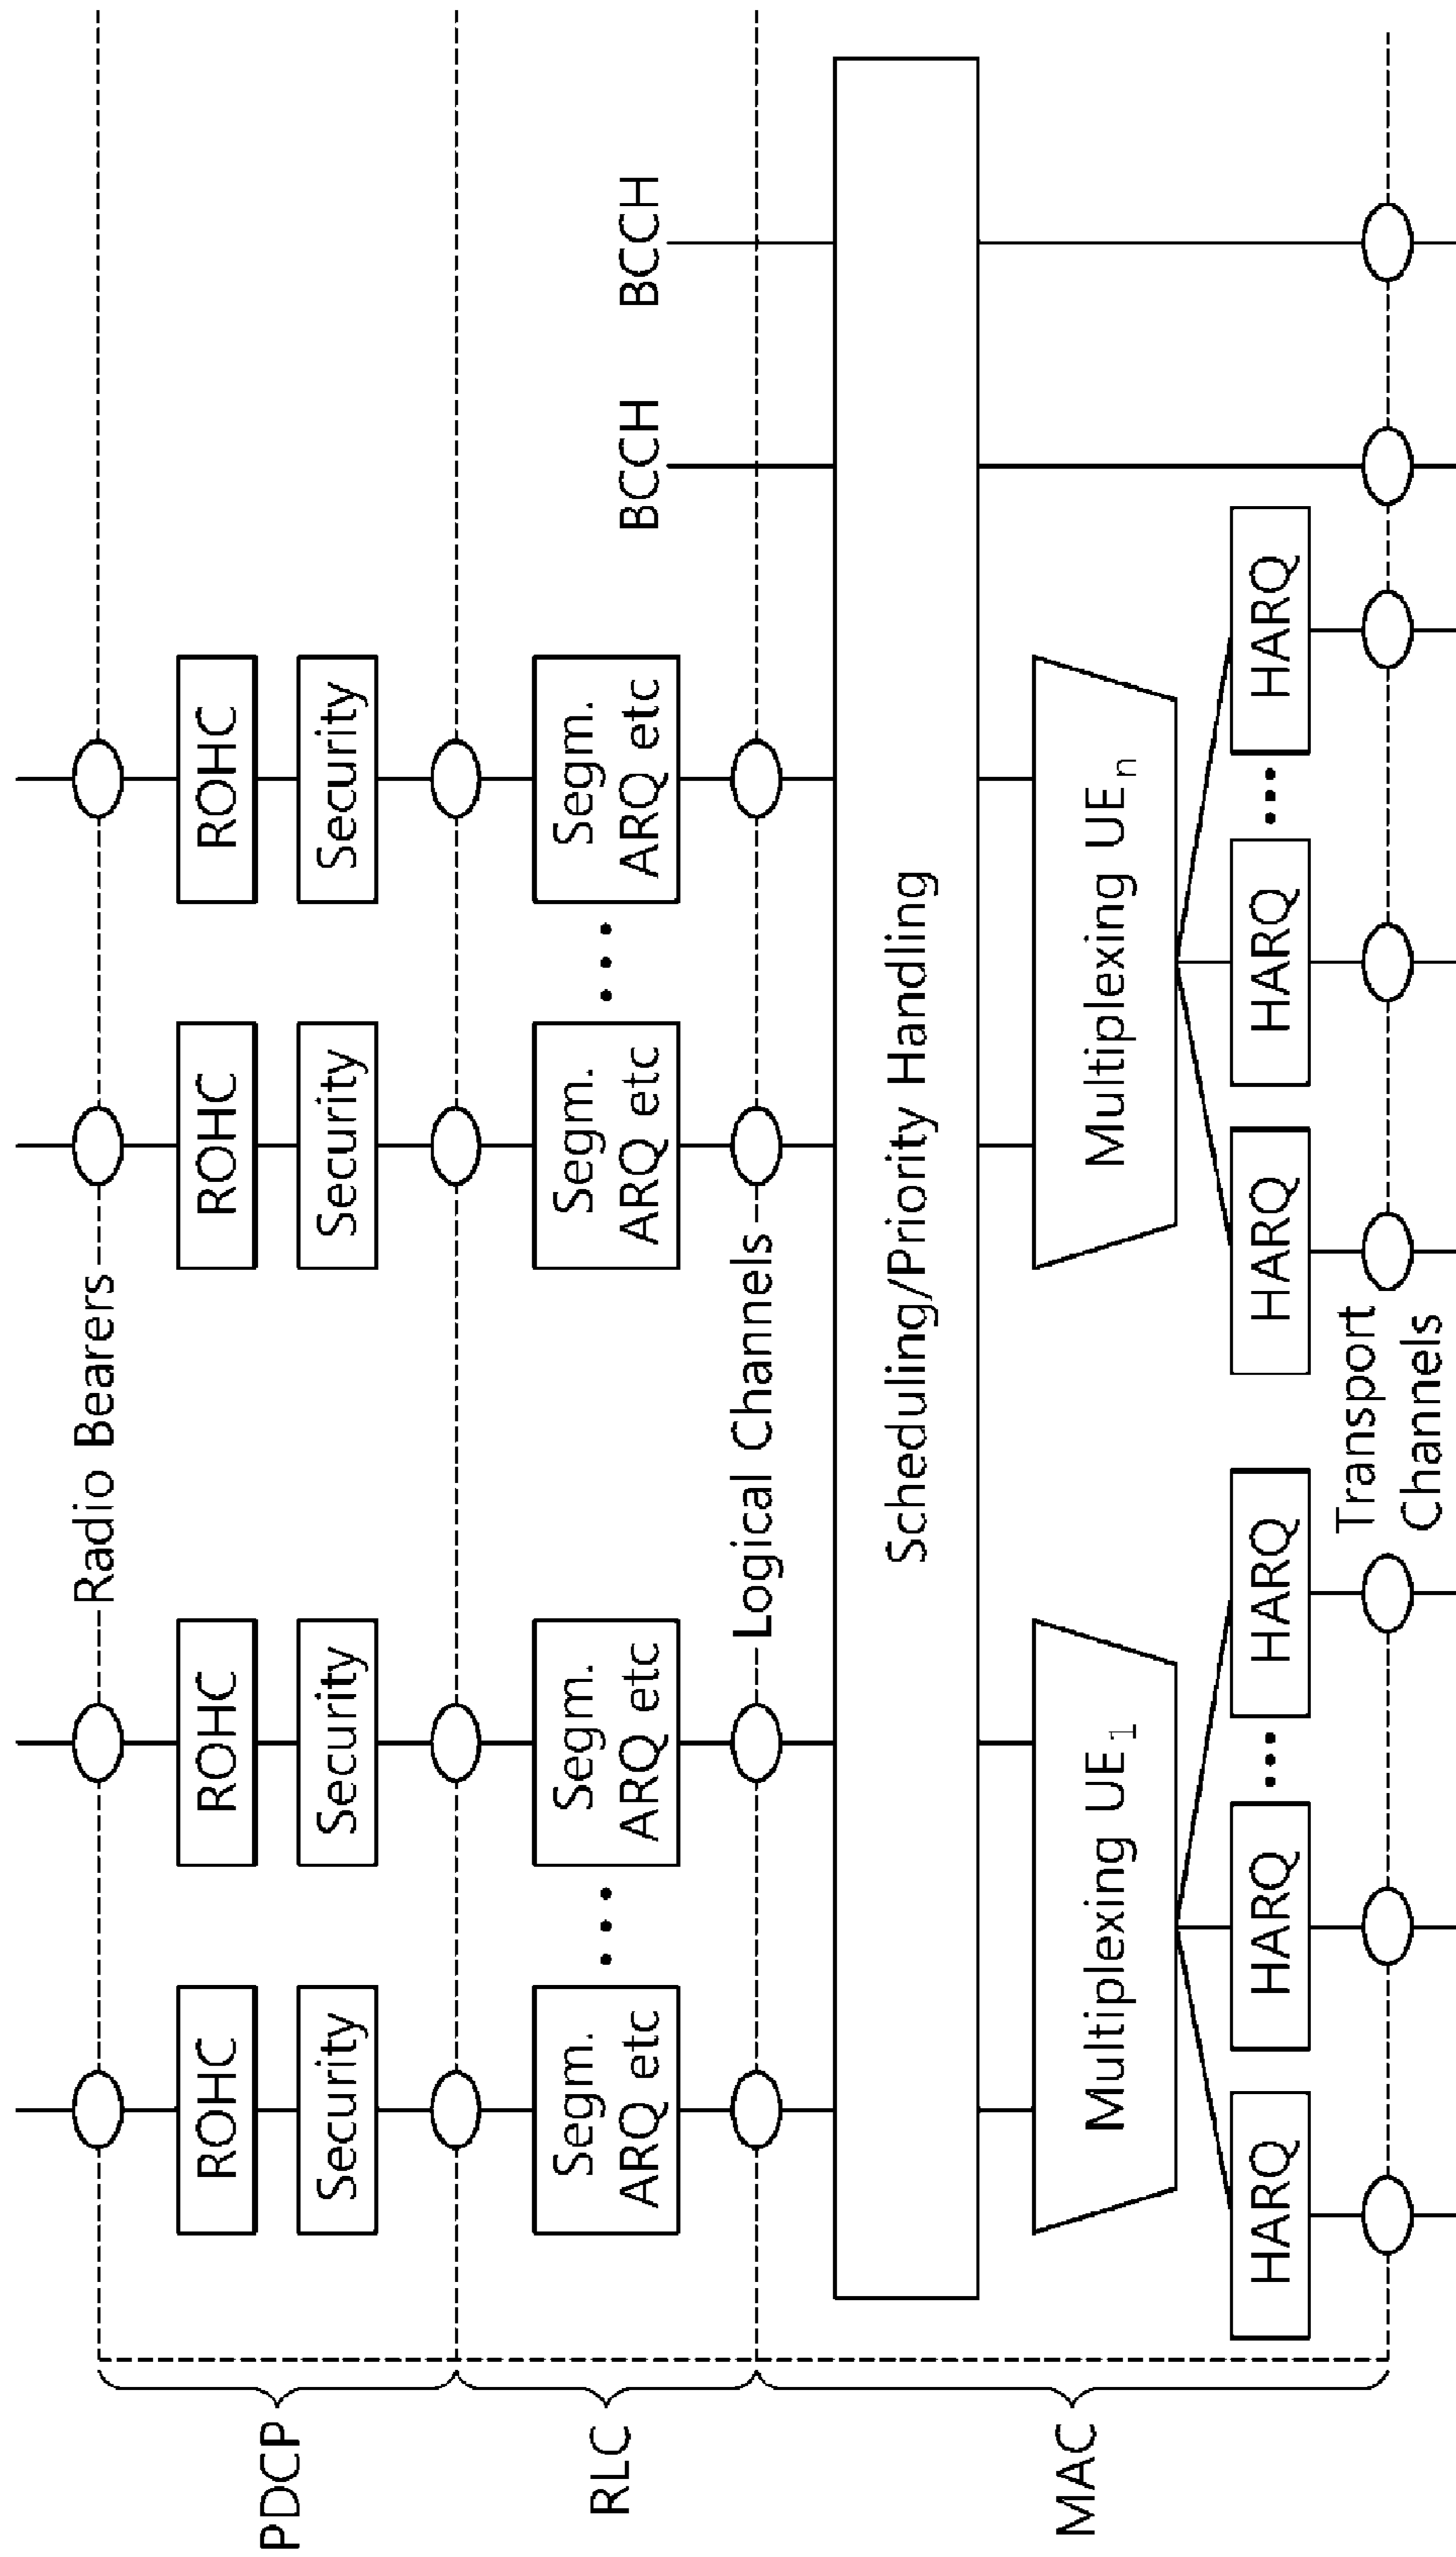 Radio Bearers
PDCP
ROHC
ROHC
ROHC
ROHC
Security
Security
Security
Security
RLC
Segm.
ARQ etc
Segm.
ARQ etc
Segm.
ARQ etc
Segm.
ARQ etc
BCCH
BCCH
Logical Channels
MAC
Scheduling/Priority Handling
Multiplexing UE1
Multiplexing UEn
HARQ
HARQ
HARQ
HARQ
HARQ
HARQ
Transport
Channels